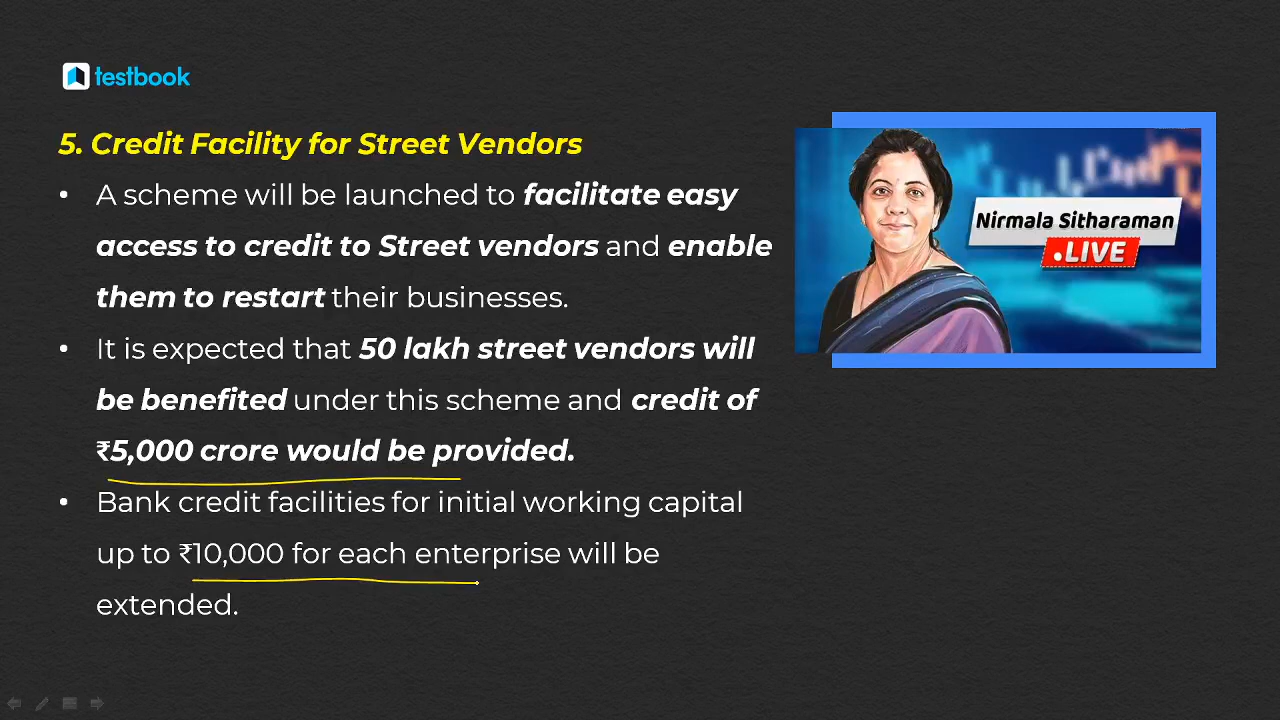 testbook
5. Credit Facility for Street Vendors
• A scheme will be launched to facilitate easy
access to credit to Street vendors and enable
them to restart their businesses.
• It is expected that 50 lakh street vendors will
be benefited under this scheme and credit of
₹5,000 crore would be provided.
• Bank credit facilities for initial working capital
up to ₹10,000 for each enterprise will be
extended.
Nirmala Sitharaman
•LIVE